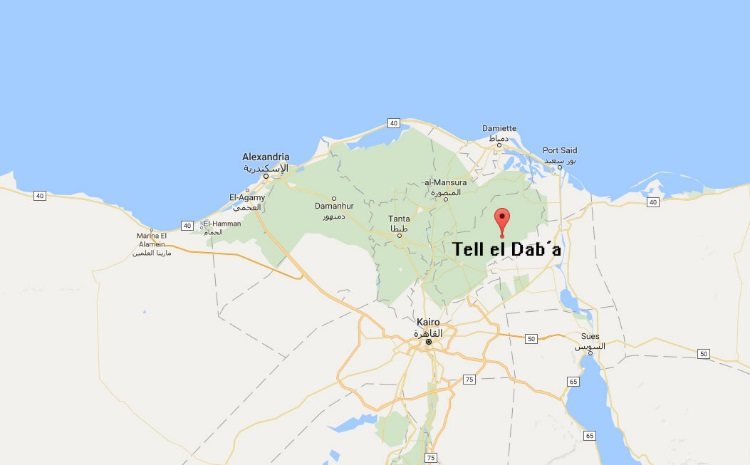 40
Damiette
دمياط
Port Said
بور سعيد
Alexandria
الإسكندرية
al-Mansura
المنصورة
40
El-Agamy
العجمي
Damanhur
دمنهور
40
Tanta
طنطا
40
El-Hamman
الحمام
Marina El
Alamein
مارينا العلمين
Tell el Dab´a
Kairo
القاهرة
50
Sues
السويس
50
75
65
65
75